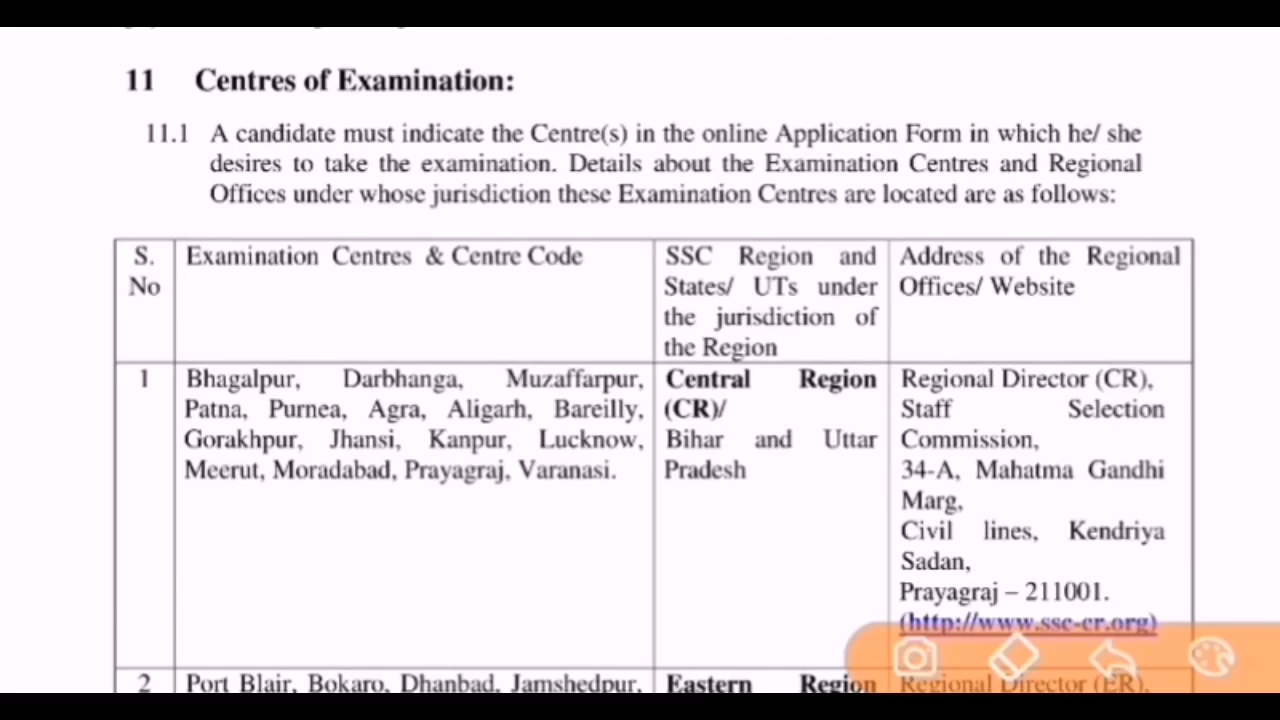 11 Centres of Examination:
11.1 A candidate must indicate the Centre(s) in the online Application Form in which he/ she
desires to take the examination. Details about the Examination Centres and Regional
Offices under whose jurisdiction these Examination Centres are located are as follows:
S. No
Examination Centres & Centre Code
SSC Region and
States/ UTs under
the jurisdiction of
the Region
Address of the Regional
Offices/ Website
1
Bhagalpur, Darbhanga, Muzaffarpur,
Patna, Purnea, Agra, Aligarh, Bareilly,
Gorakhpur, Jhansi, Kanpur, Lucknow,
Meerut, Moradabad, Prayagraj, Varanasi.
Central Region
(CR)/
Bihar and Uttar
Pradesh
Regional Director (CR),
Staff Selection
Commission,
34-A, Mahatma Gandhi
Marg,
Civil lines, Kendriya
Sadan,
Prayagraj – 211001.
(http://www.ssc-cr.org)
2
Port Blair, Bokaro, Dhanbad, Jamshedpur,
Eastern Region
Regional Director (ER),